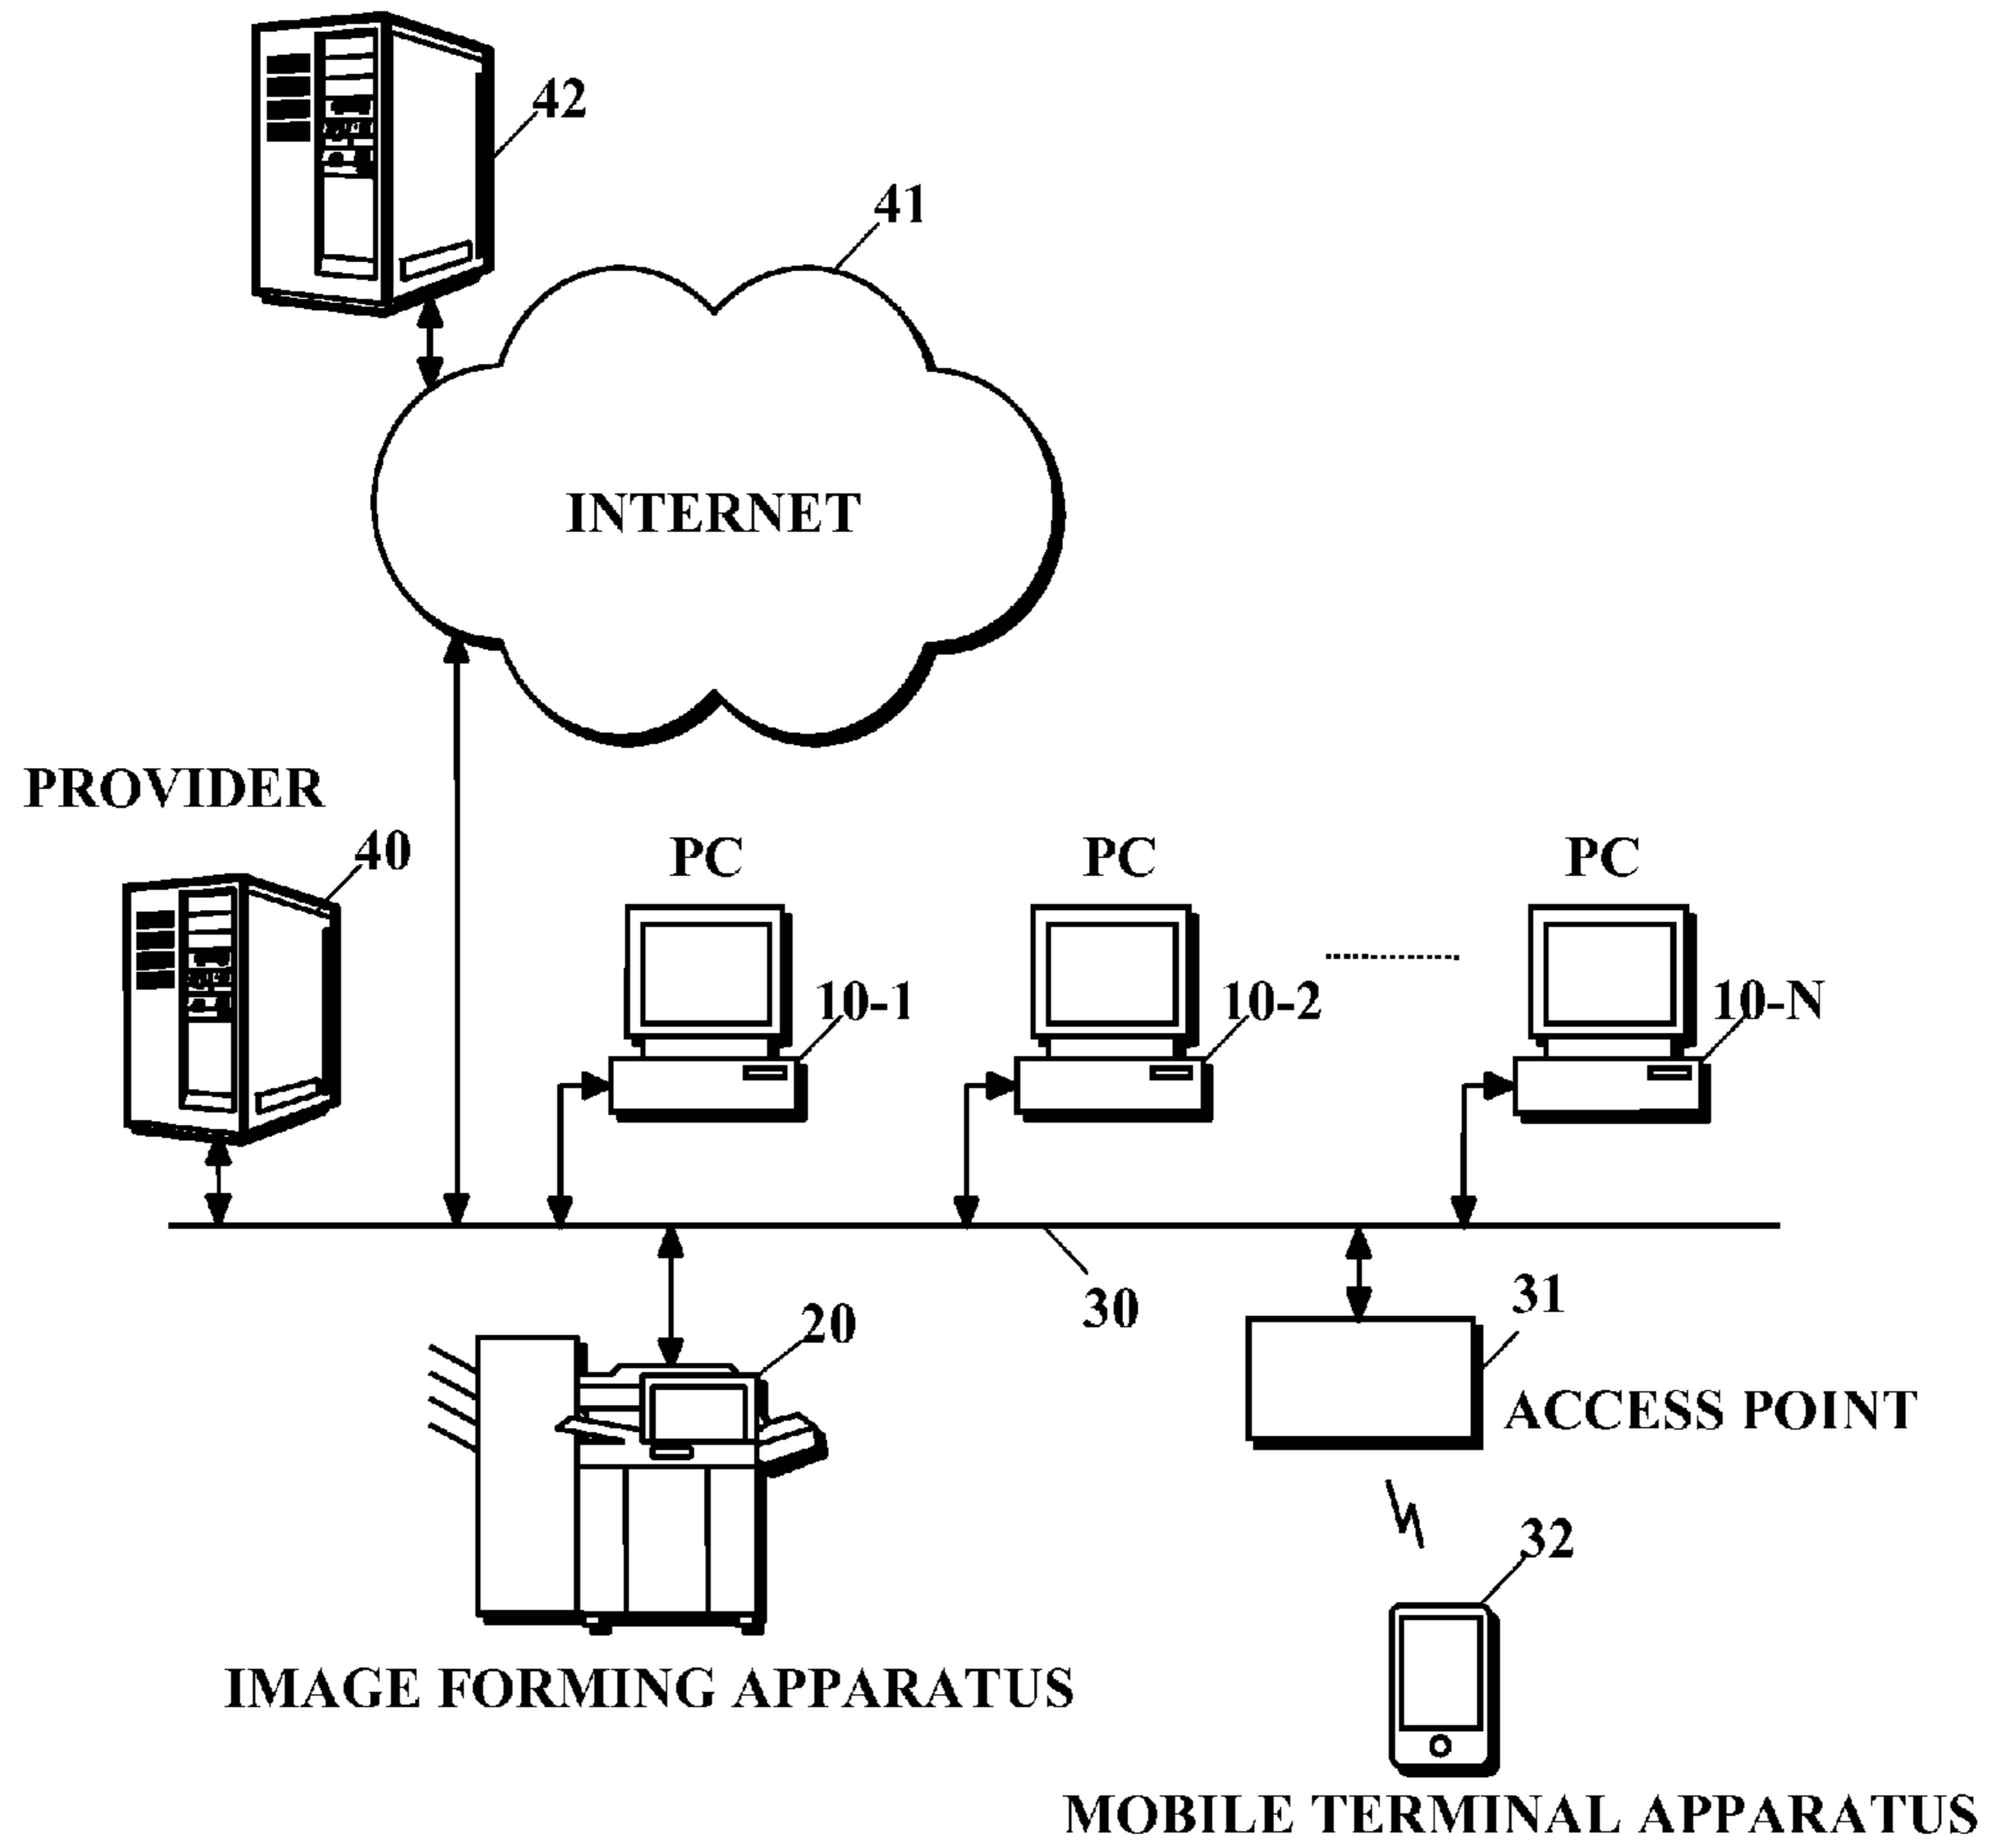 42
41
INTERNET
PROVIDER
40
PC PC PC
10-1 10-2 10-N
30
31
20
ACCESS POINT
32
IMAGE FORMING APPARATUS
MOBILE TERMINAL APPARATUS